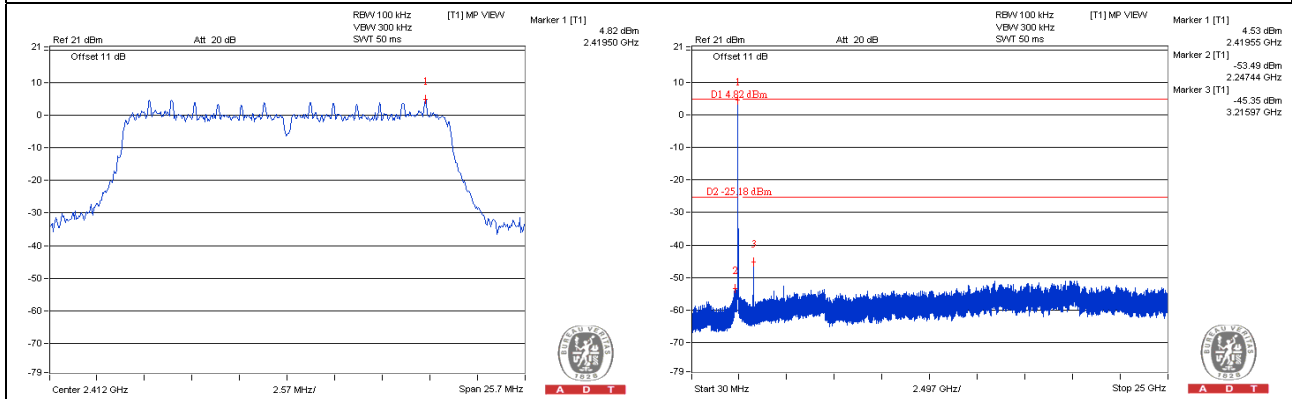 RBW 100 kHz [T1] MP VIEW
VBW 300 kHz
Ref 21 dBm Att 20 dB SWT 50 ms
Marker 1 [T1]
4.82 dBm
2.41950 GHz
21
Offset 11 dB
10
1
0
-10
-20
-30
-40
-50
-60
-70
-79
Center 2.412 GHz 2.57 MHz/ Span 25.7 MHz
BUREAU VERITAS
1828
A D T
RBW 100 kHz [T1] MP VIEW
VBW 300 kHz
Ref 21 dBm Att 20 dB SWT 50 ms
Marker 1 [T1]
4.53 dBm
2.41955 GHz
Marker 2 [T1]
-53.49 dBm
2.24744 GHz
Marker 3 [T1]
-45.35 dBm
3.21597 GHz
21
Offset 11 dB
10
1
D1 4.82 dBm
0
-10
-20
D2 -25.18 dBm
-30
-40
3
-50
2
-60
-70
-79
Start 30 MHz 2.497 GHz/ Stop 25 GHz
BUREAU VERITAS
1828
A D T